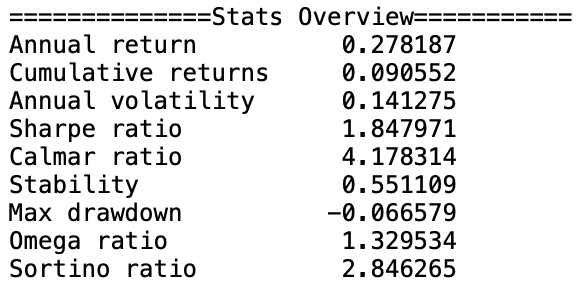 ==============Stats Overview===========
Annual return          0.278187
Cumulative returns     0.090552
Annual volatility      0.141275
Sharpe ratio           1.847971
Calmar ratio           4.178314
Stability              0.551109
Max drawdown          -0.066579
Omega ratio            1.329534
Sortino ratio          2.846265